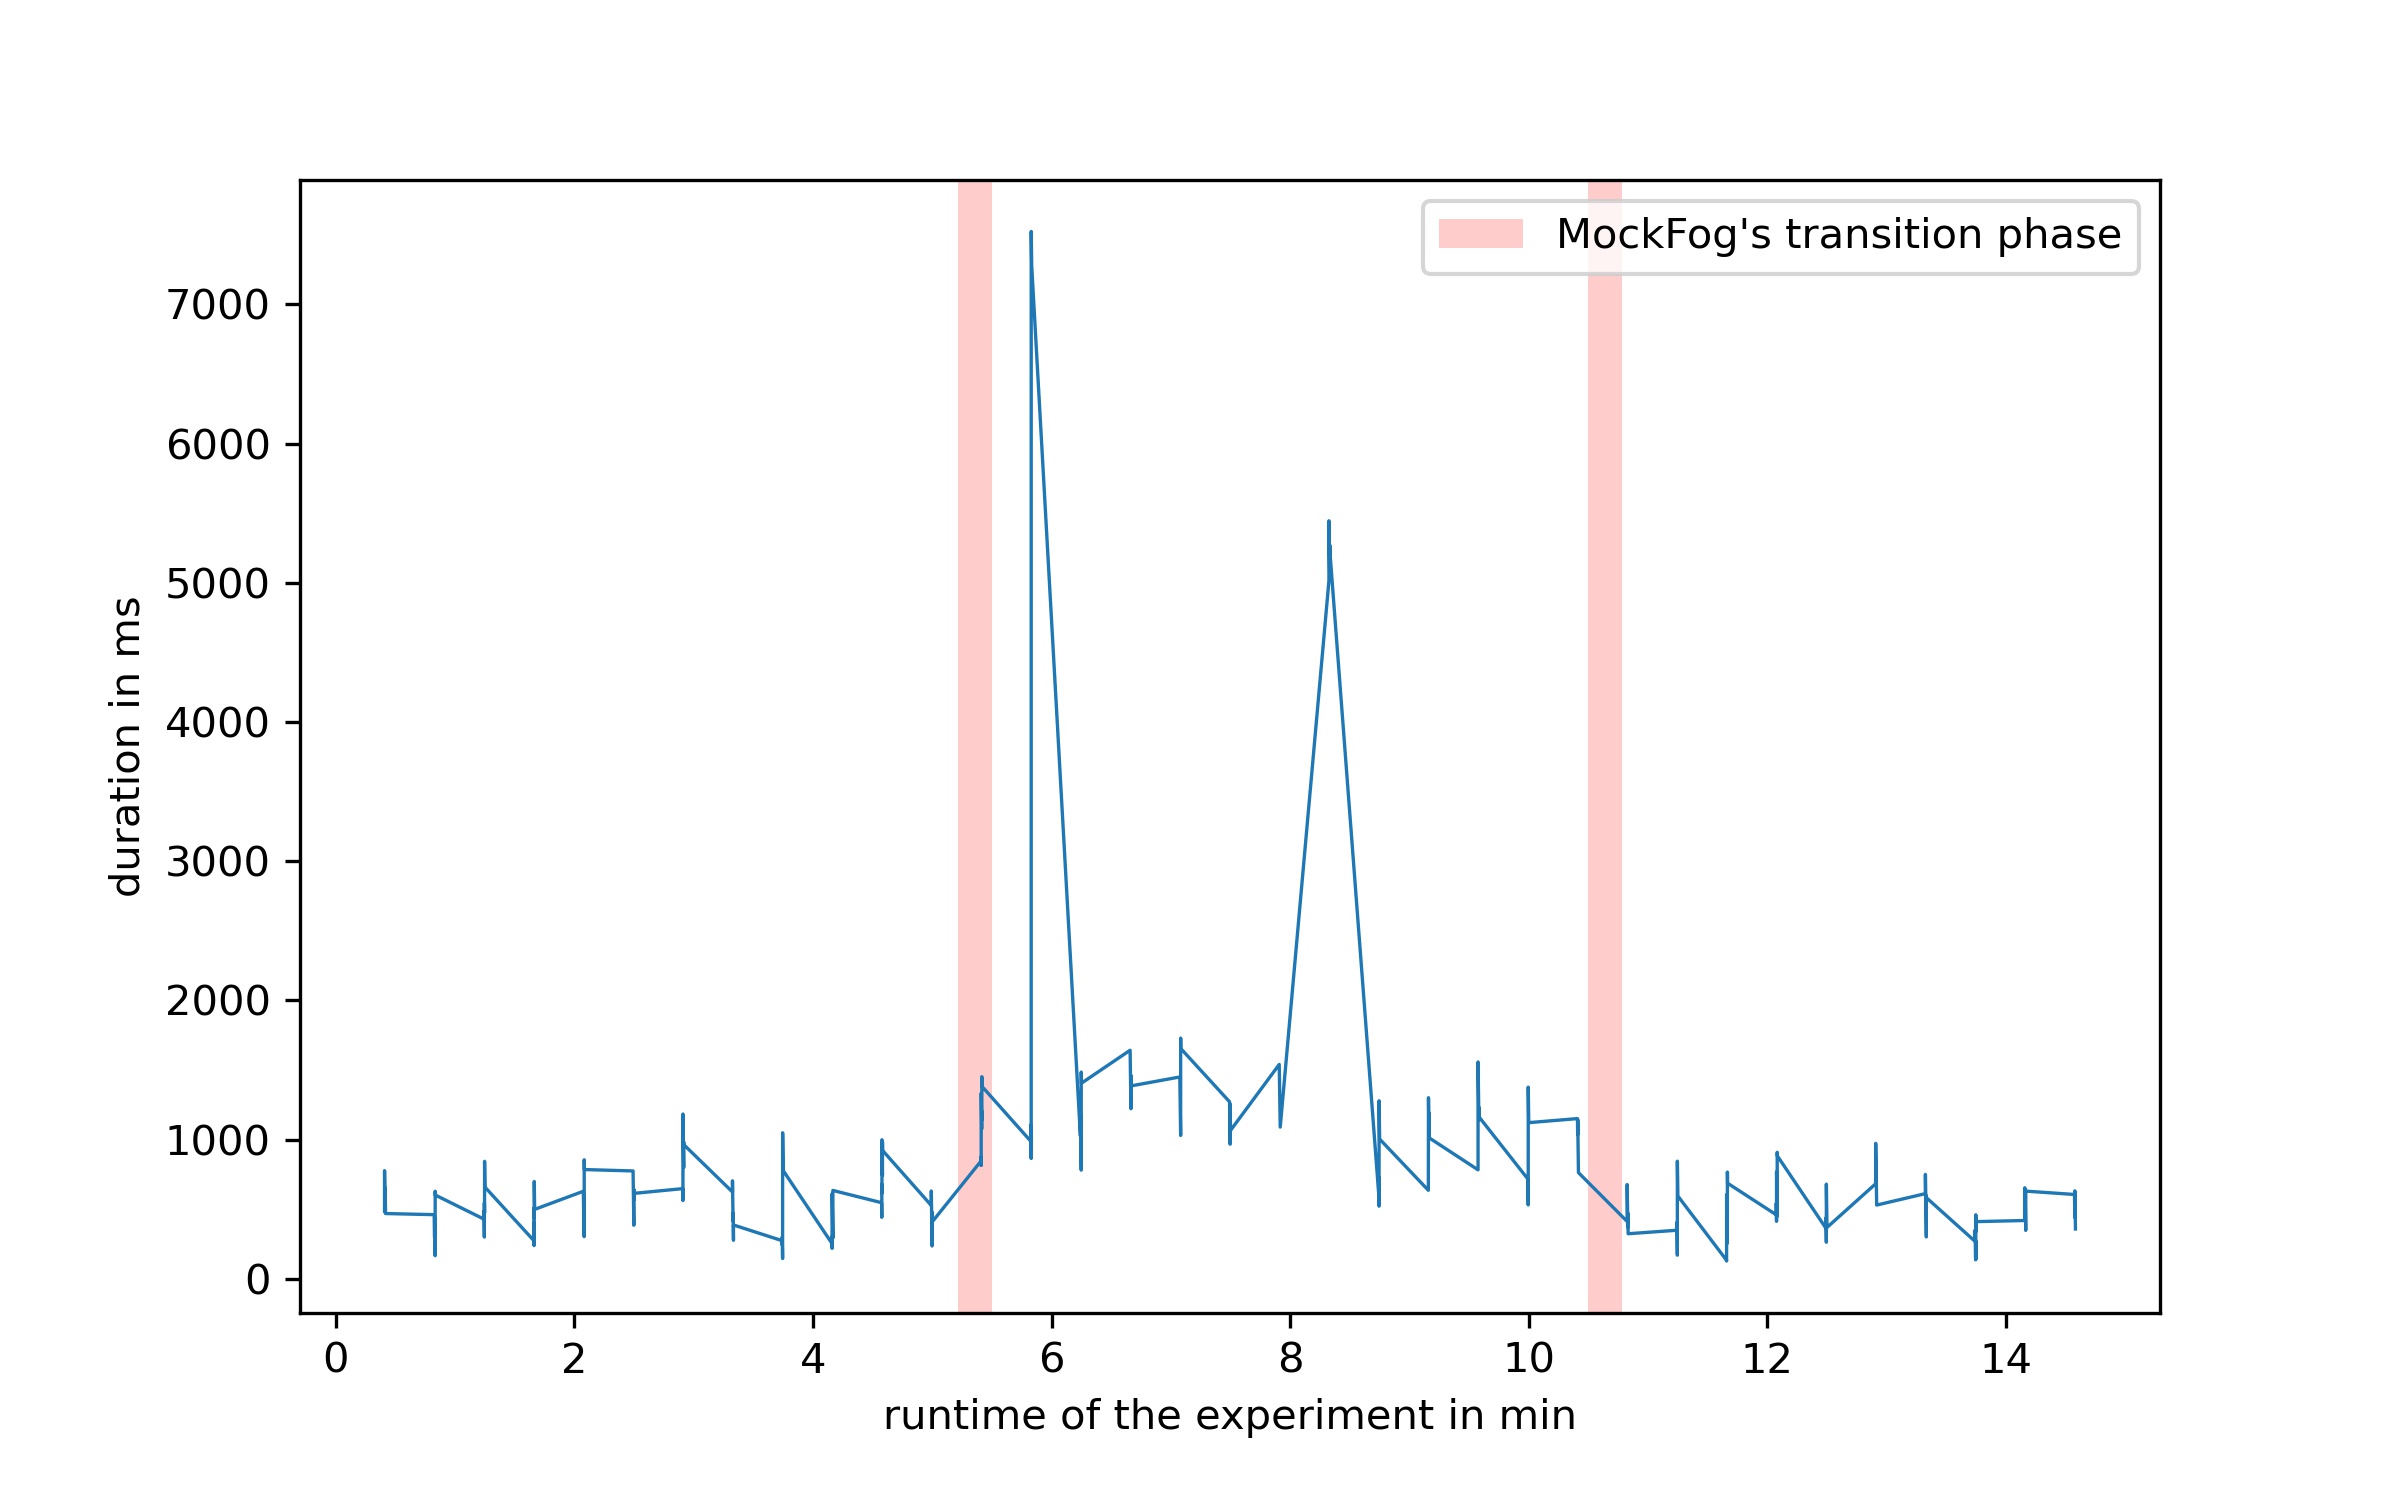 MockFog's transition phase
7000
6000
5000
4000
3000
2000
1000
0
duration in ms
0 2 4 6 8 10 12 14
runtime of the experiment in min